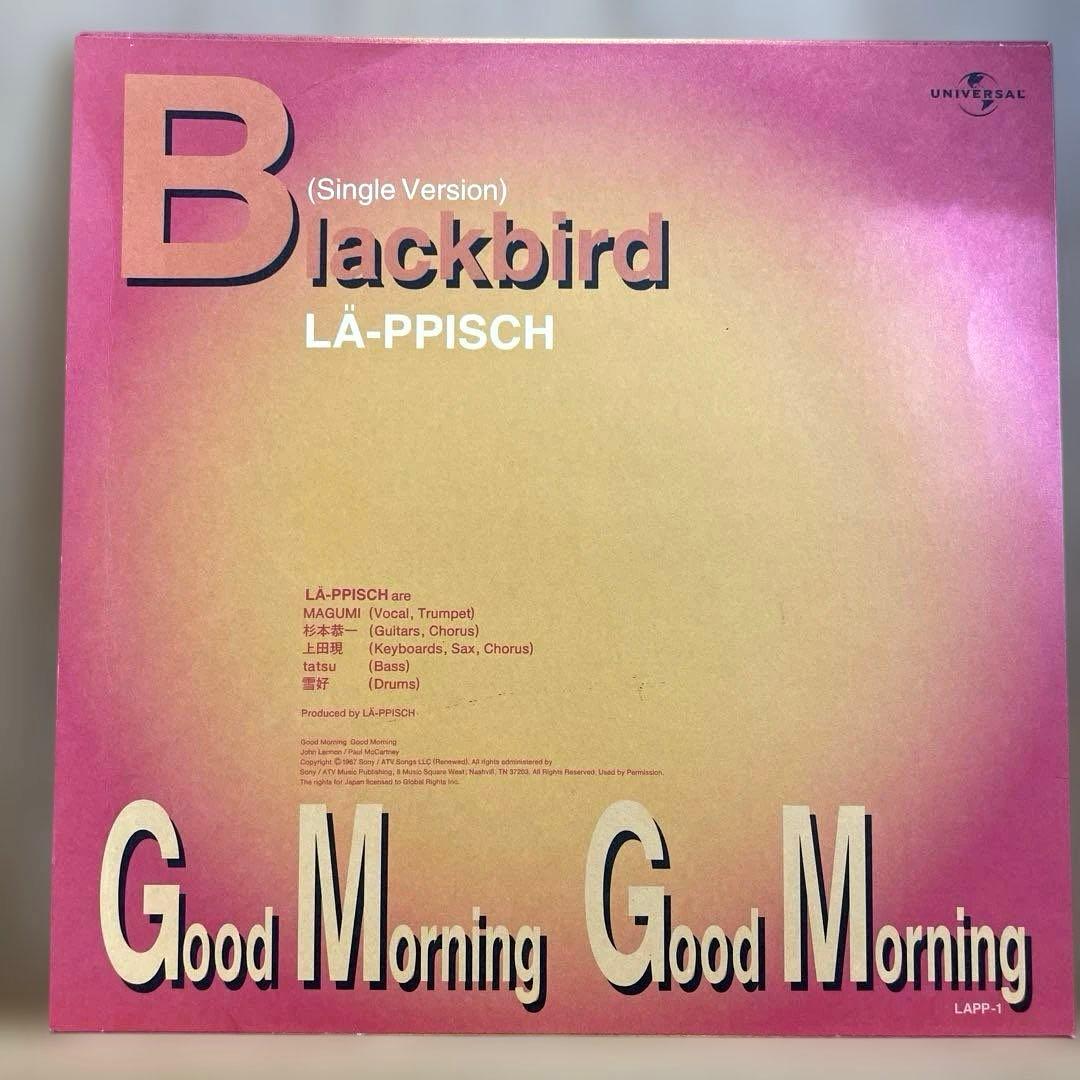 UNIVERSAL
(Single Version)
Blackbird
LÄ-PPISCH
LÄ-PPISCH are
MAGUMI (Vocal, Trumpet)
杉本恭一 (Guitars, Chorus)
上田現 (Keyboards, Sax, Chorus)
tatsu (Bass)
雪好 (Drums)
Produced by LÄ-PPISCH
Good Morning Good Morning
John Lennon / Paul McCartney
Copyright ©1967 Sony / ATV Songs LLC (Renewed). All rights administered by
Sony / ATV Music Publishing, 8 Music Square West; Nashvill, TN 37203. All Rights Reserved. Used by Permission.
The rights for Japan licensed to Global Rights Inc.
Good Morning Good Morning
LAPP-1